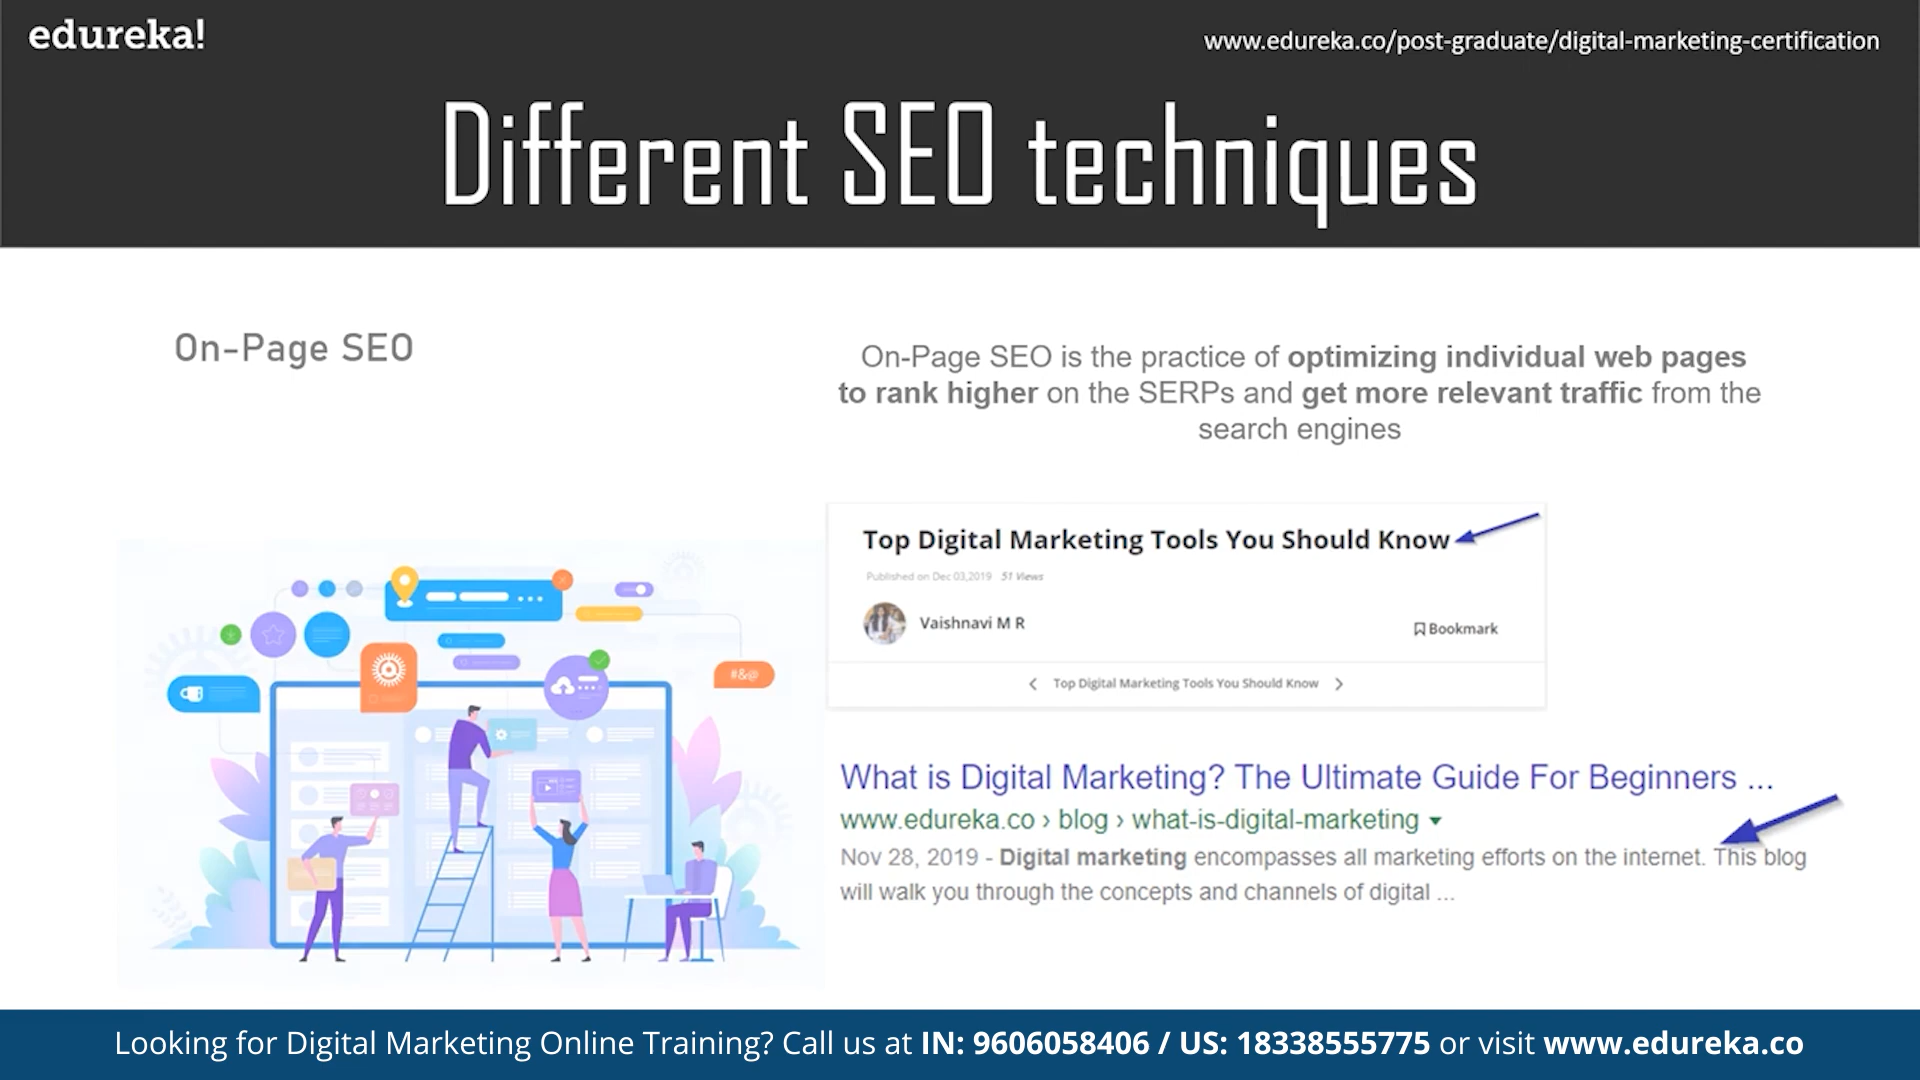 edureka!
www.edureka.co/post-graduate/digital-marketing-certification
Different SEO techniques
On-Page SEO
On-Page SEO is the practice of optimizing individual web pages
to rank higher on the SERPs and get more relevant traffic from the
search engines
#&@
Top Digital Marketing Tools You Should Know
Published on Dec 03,2019 51 Views
Vaishnavi M R
Bookmark
Top Digital Marketing Tools You Should Know
What is Digital Marketing? The Ultimate Guide For Beginners ...
www.edureka.co › blog › what-is-digital-marketing
Nov 28, 2019 - Digital marketing encompasses all marketing efforts on the internet. This blog
will walk you through the concepts and channels of digital ...
Looking for Digital Marketing Online Training? Call us at IN: 9606058406 / US: 18338555775 or visit www.edureka.co